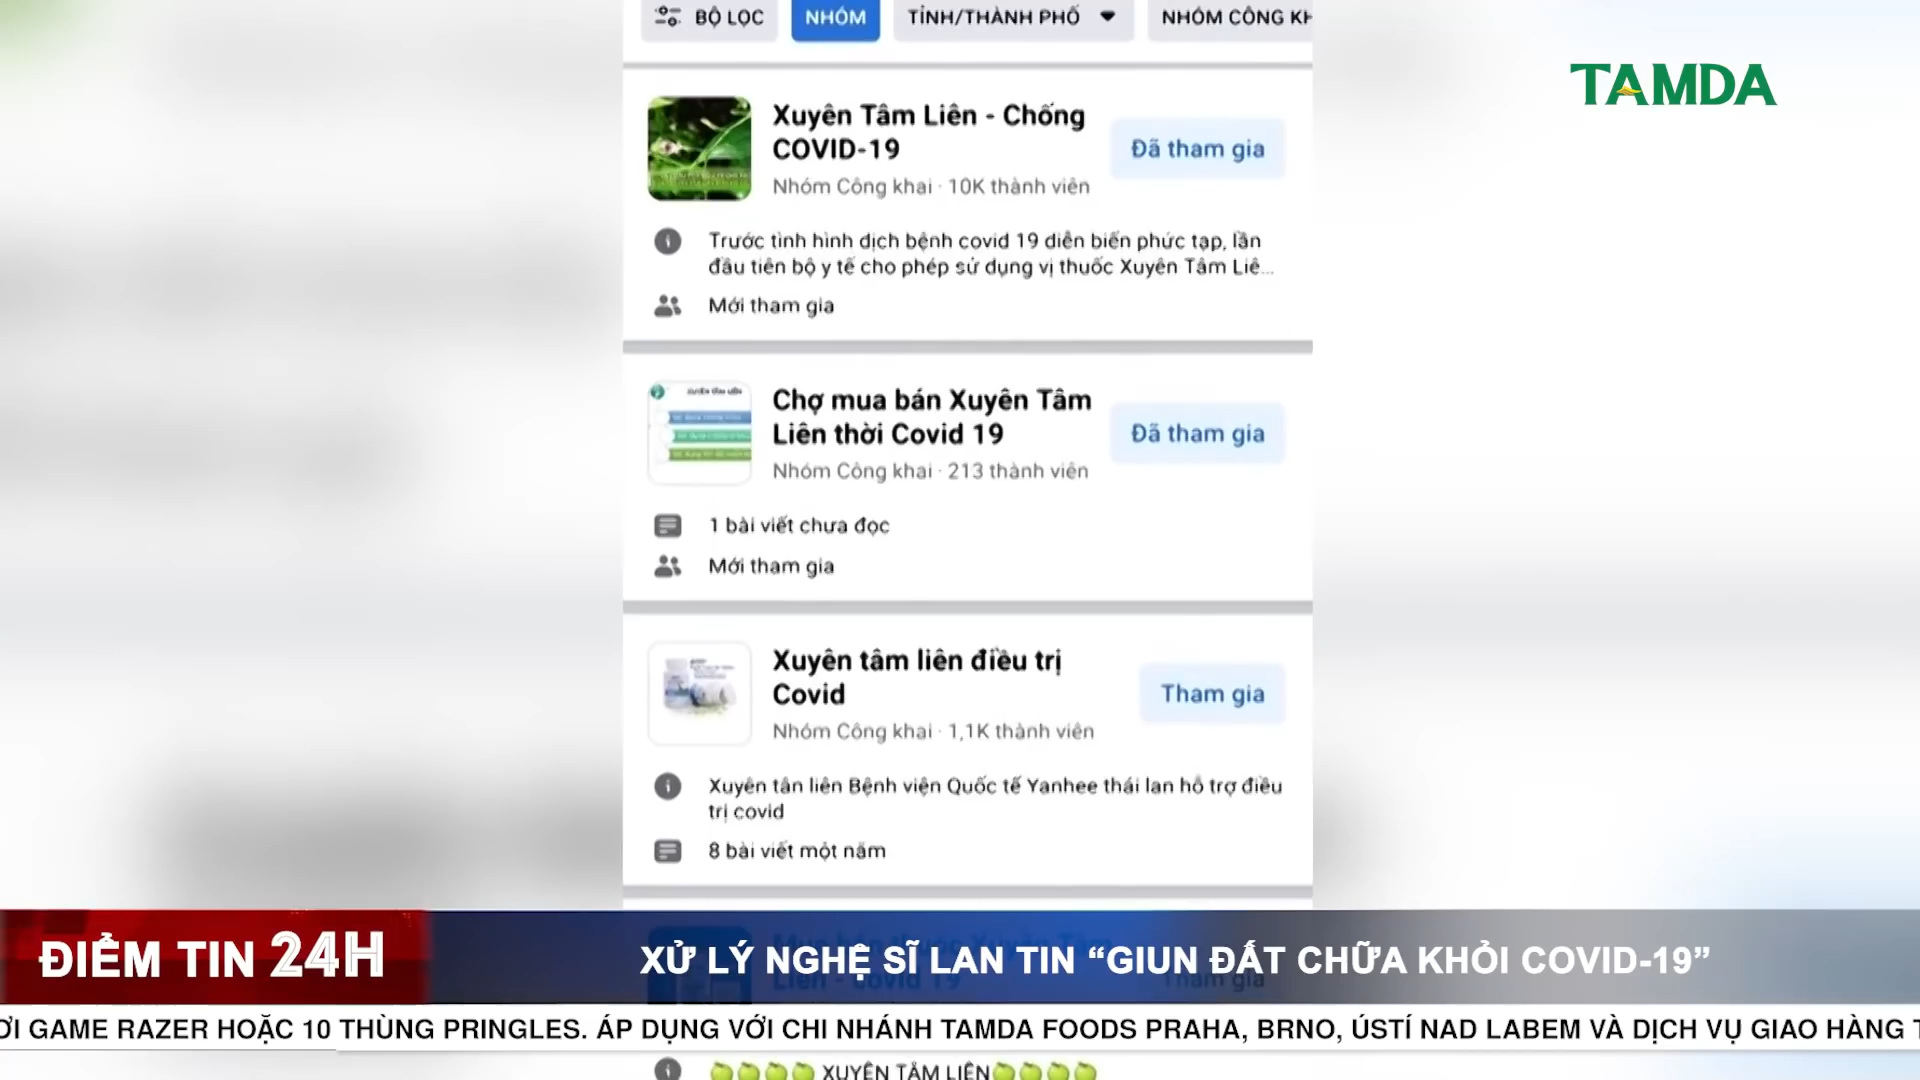 BỘ LỌC
NHÓM
TỈNH/THÀNH PHỐ
NHÓM CÔNG KH
TAMDA
Xuyên Tâm Liên - Chống
COVID-19
Đã tham gia
Nhóm Công khai · 10K thành viên
Trước tình hình dịch bệnh covid 19 diễn biến phức tạp, lần
đầu tiên bộ y tế cho phép sử dụng vị thuốc Xuyên Tâm Liê...
Mới tham gia
Chợ mua bán Xuyên Tâm
Liên thời Covid 19
Đã tham gia
Nhóm Công khai · 213 thành viên
1 bài viết chưa đọc
Mới tham gia
Xuyên tâm liên điều trị
Covid
Tham gia
Nhóm Công khai · 1,1K thành viên
Xuyên tân liên Bệnh viện Quốc tế Yanhee thái lan hỗ trợ điều
trị covid
8 bài viết một năm
ĐIỂM TIN 24H
XỬ LÝ NGHỆ SĨ LAN TIN “GIUN ĐẤT CHỮA KHỎI COVID-19”
Liên - Covid 19
Tham gia
ƠI GAME RAZER HOẶC 10 THÙNG PRINGLES. ÁP DỤNG VỚI CHI NHÁNH TAMDA FOODS PRAHA, BRNO, ÚSTÍ NAD LABEM VÀ DỊCH VỤ GIAO HÀNG T
XUYÊN TÂM LIÊN